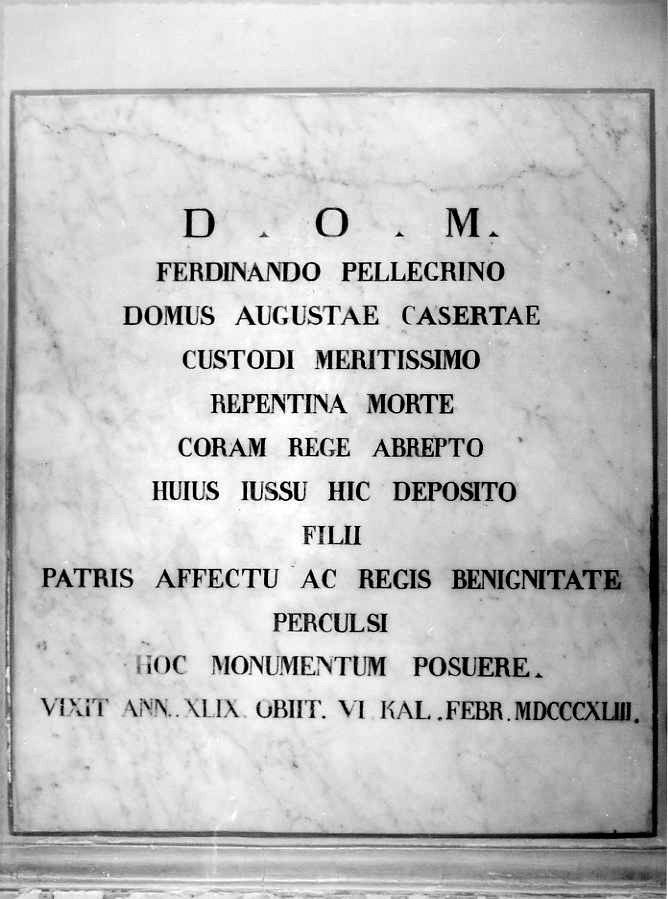 D . O . M.
FERDINANDO PELLEGRINO
DOMUS AUGUSTAE CASERTAE
CUSTODI MERITISSIMO
REPENTINA MORTE
CORAM REGE ABREPTO
HUIUS IUSSU HIC DEPOSITO
FILII
PATRIS AFFECTU AC REGIS BENIGNITATE
PERCULSI
HOC MONUMENTUM POSUERE.
VIXIT ANN. XLIX. OBIIT. VI KAL. FEBR. MDCCCXLIII.